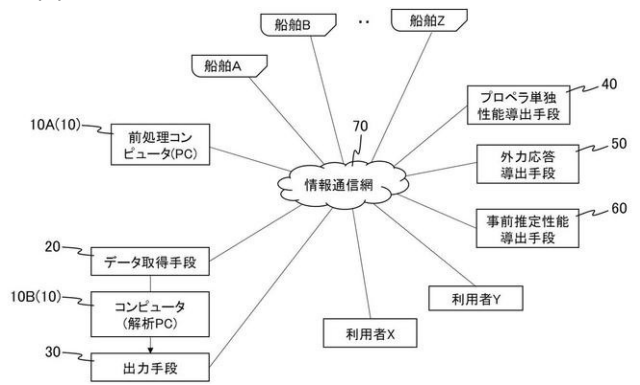 船舶B
‥
船舶Z
船舶A
40
プロペラ単独
性能導出手段
10A(10)
前処理コン
ピュータ(PC)
70
50
外力応答
導出手段
情報通信網
60
事前推定性能
導出手段
20
データ取得手段
10B(10)
コンピュータ
(解析PC)
利用者Y
利用者X
30
出力手段